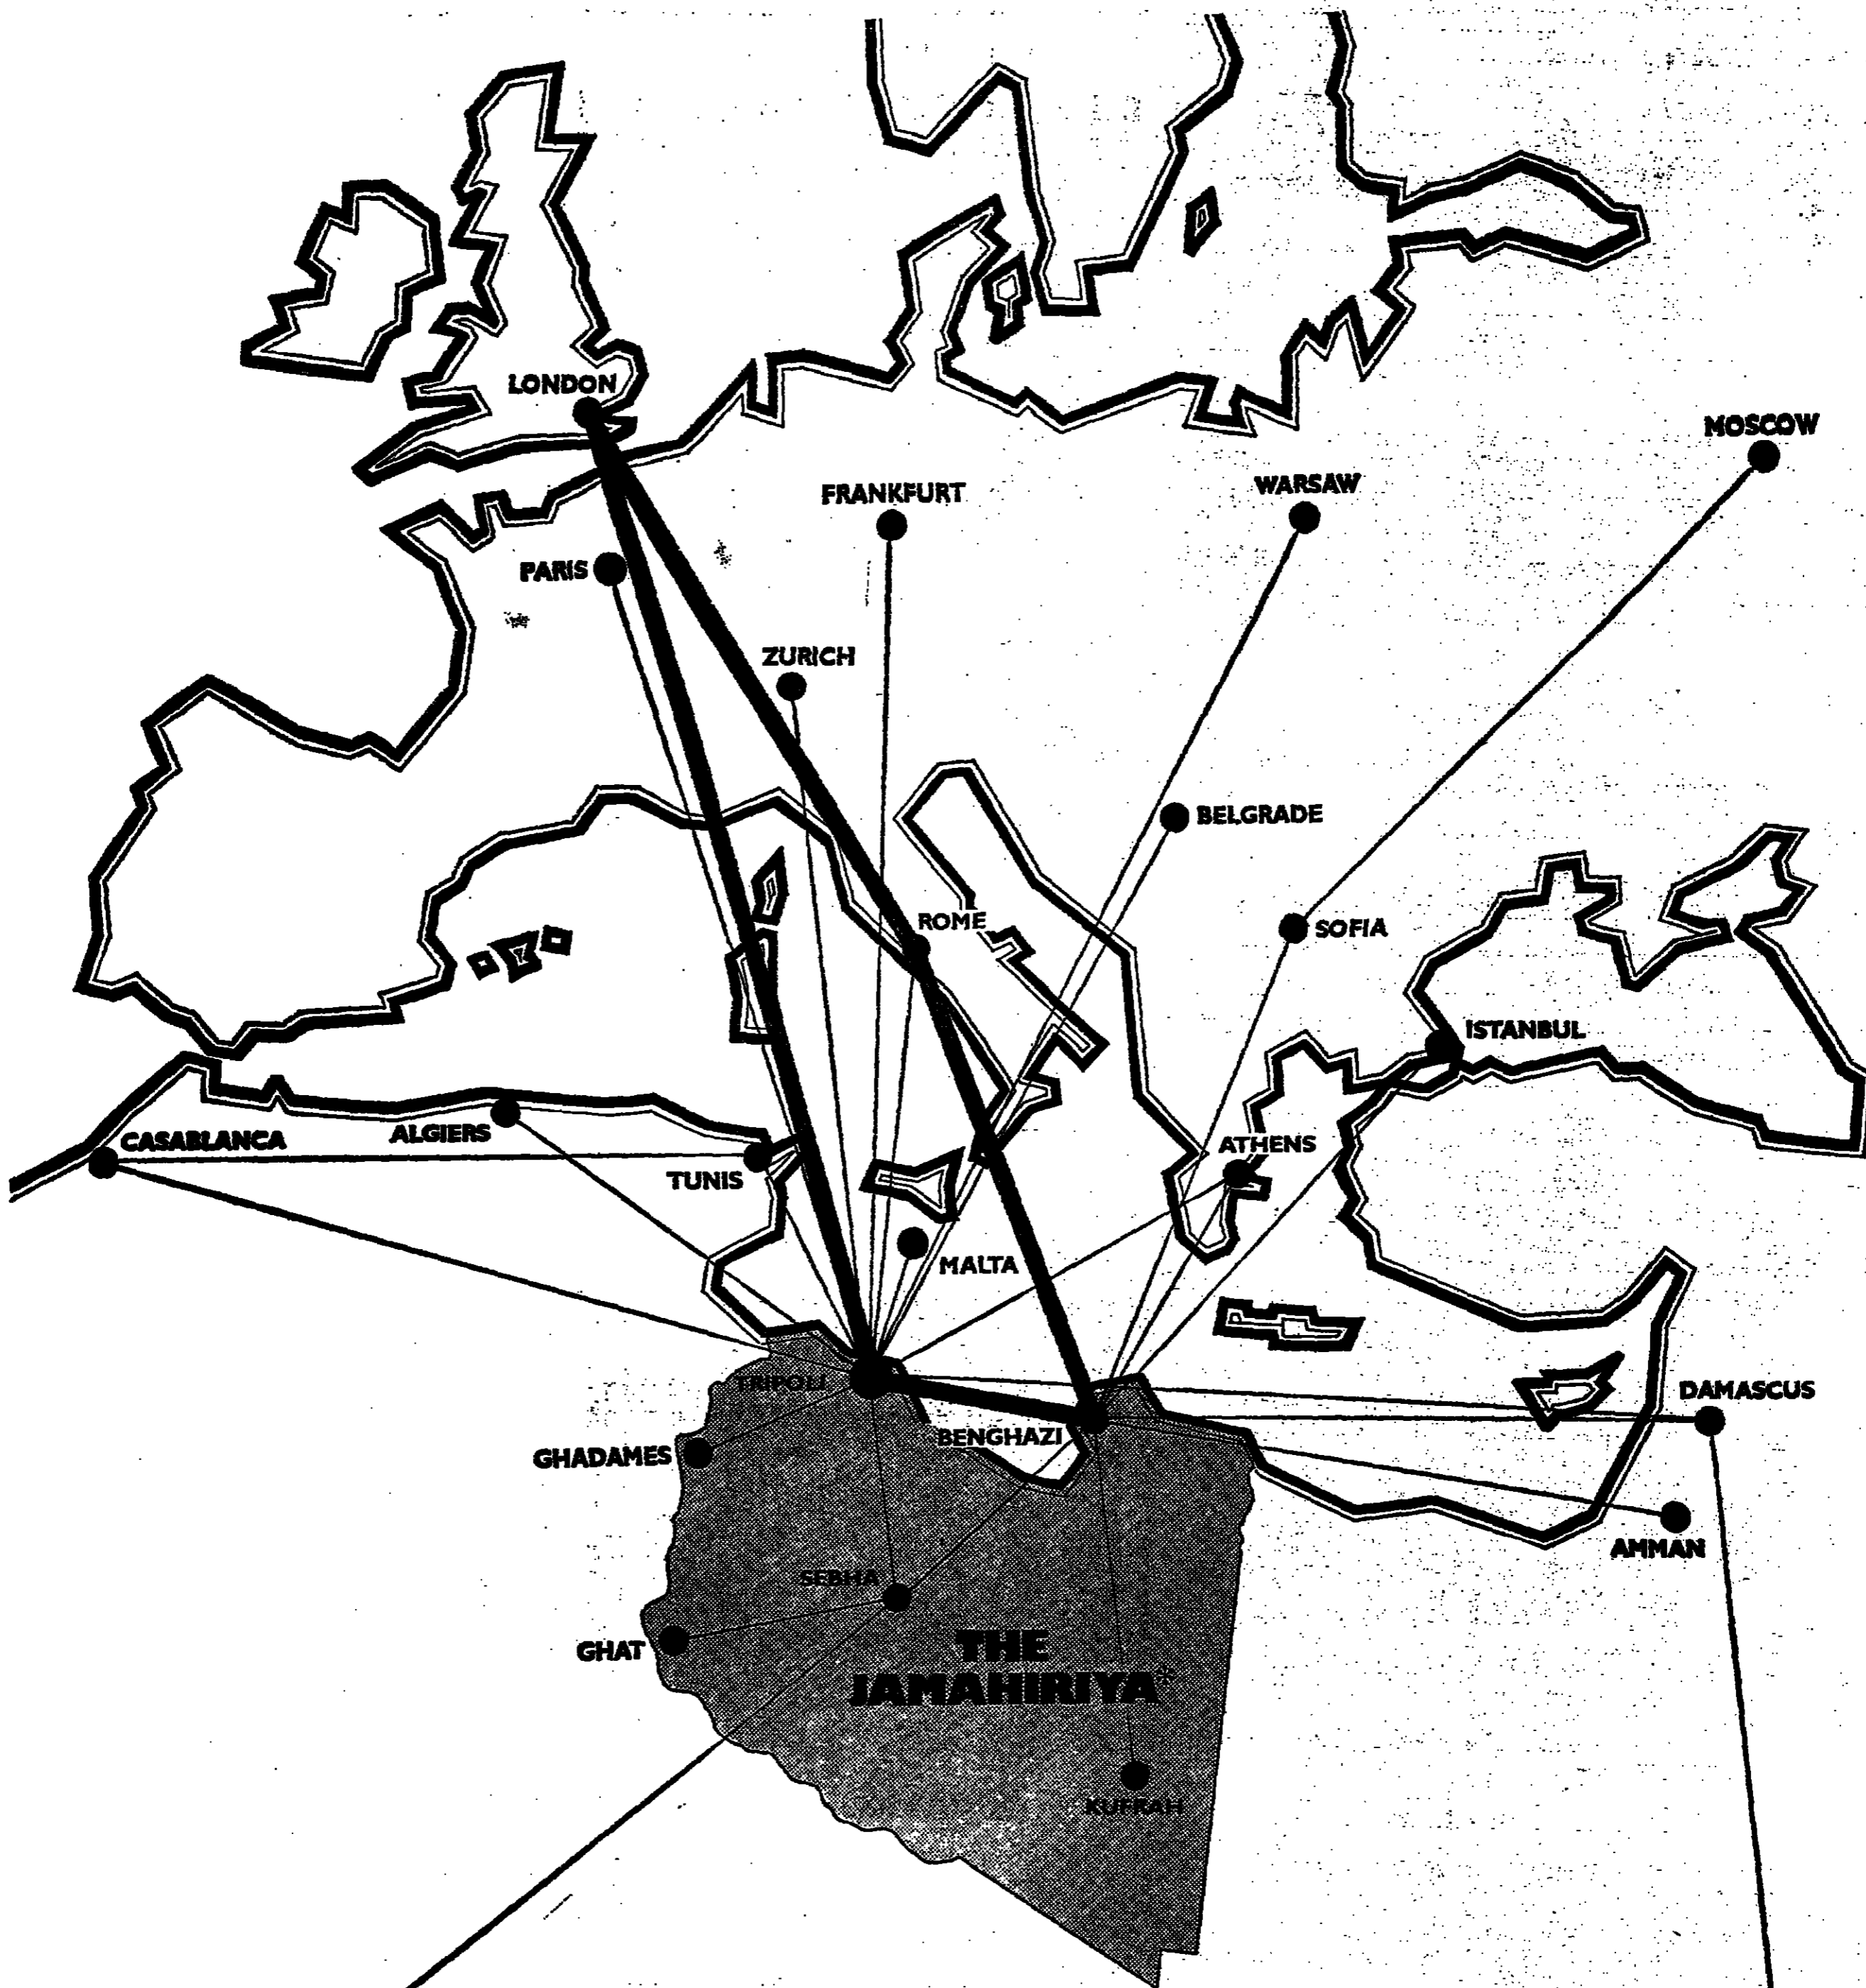 LONDON
MOSCOW
FRANKFURT
WARSAW
PARIS
ZURICH
BELGRADE
ROME
SOFIA
ISTANBUL
CASABLANCA
ALGIERS
ATHENS
TUNIS
MALTA
TRIPOLI
DAMASCUS
BENGHAZI
GHADAMES
AMMAN
SEBHA
GHAT
THE
JAMAHIRIYA*
KUFRAH